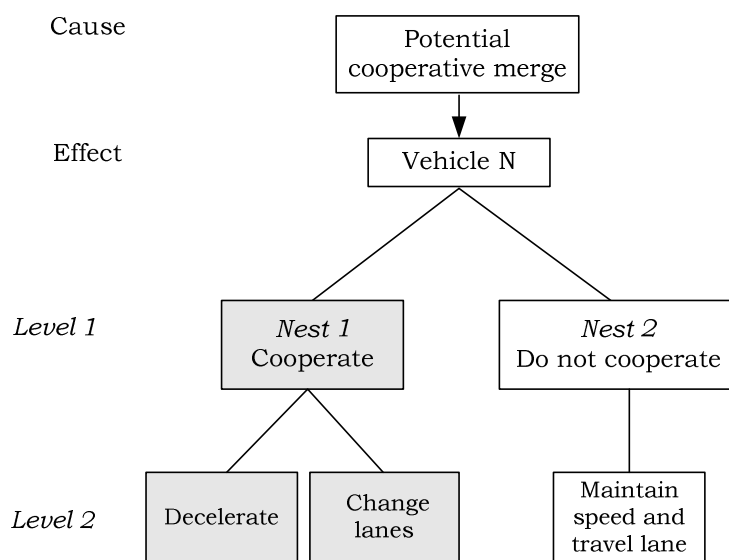 Cause
Potential
cooperative merge
Effect
Vehicle N
Level 1
Nest 1
Cooperate
Nest 2
Do not cooperate
Level 2
Decelerate
Change
lanes
Maintain
speed and
travel lane